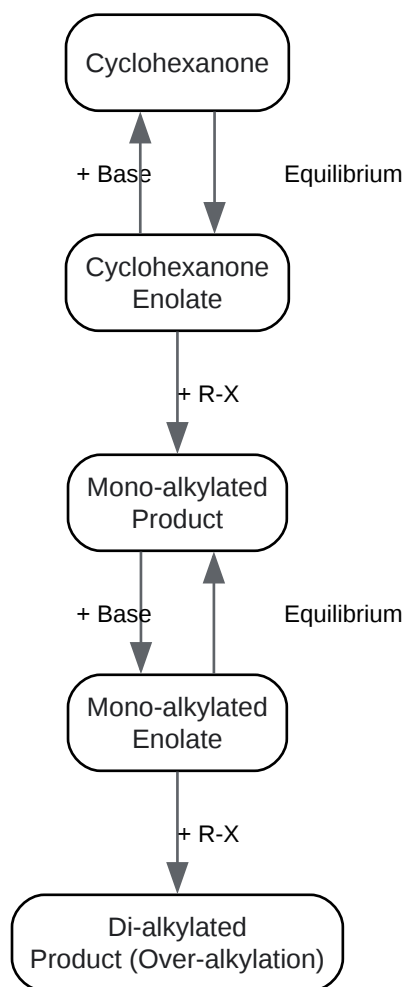 Cyclohexanone
+ Base
Equilibrium
Cyclohexanone
Enolate
+ R-X
Mono-alkylated
Product
+ Base
Equilibrium
Mono-alkylated
Enolate
+ R-X
Di-alkylated
Product (Over-alkylation)